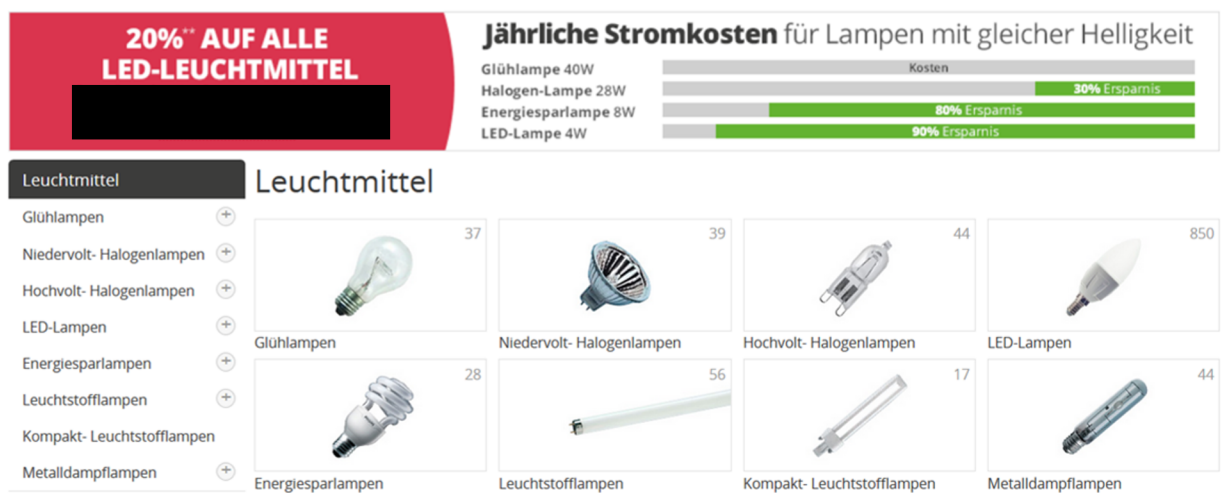 20%** AUF ALLE
LED-LEUCHTMITTEL
Jährliche Stromkosten für Lampen mit gleicher Helligkeit
Glühlampe 40W Kosten
Halogen-Lampe 28W 30% Ersparnis
Energiesparlampe 8W 80% Ersparnis
LED-Lampe 4W 90% Ersparnis
Leuchtmittel
Glühlampen
Niedervolt- Halogenlampen
Hochvolt- Halogenlampen
LED-Lampen
Energiesparlampen
Leuchtstofflampen
Kompakt- Leuchtstofflampen
Metalldampflampen
Leuchtmittel
37 39 44 850
Glühlampen Niedervolt- Halogenlampen Hochvolt- Halogenlampen LED-Lampen
28 56 17 44
Energiesparlampen Leuchtstofflampen Kompakt- Leuchtstofflampen Metalldampflampen